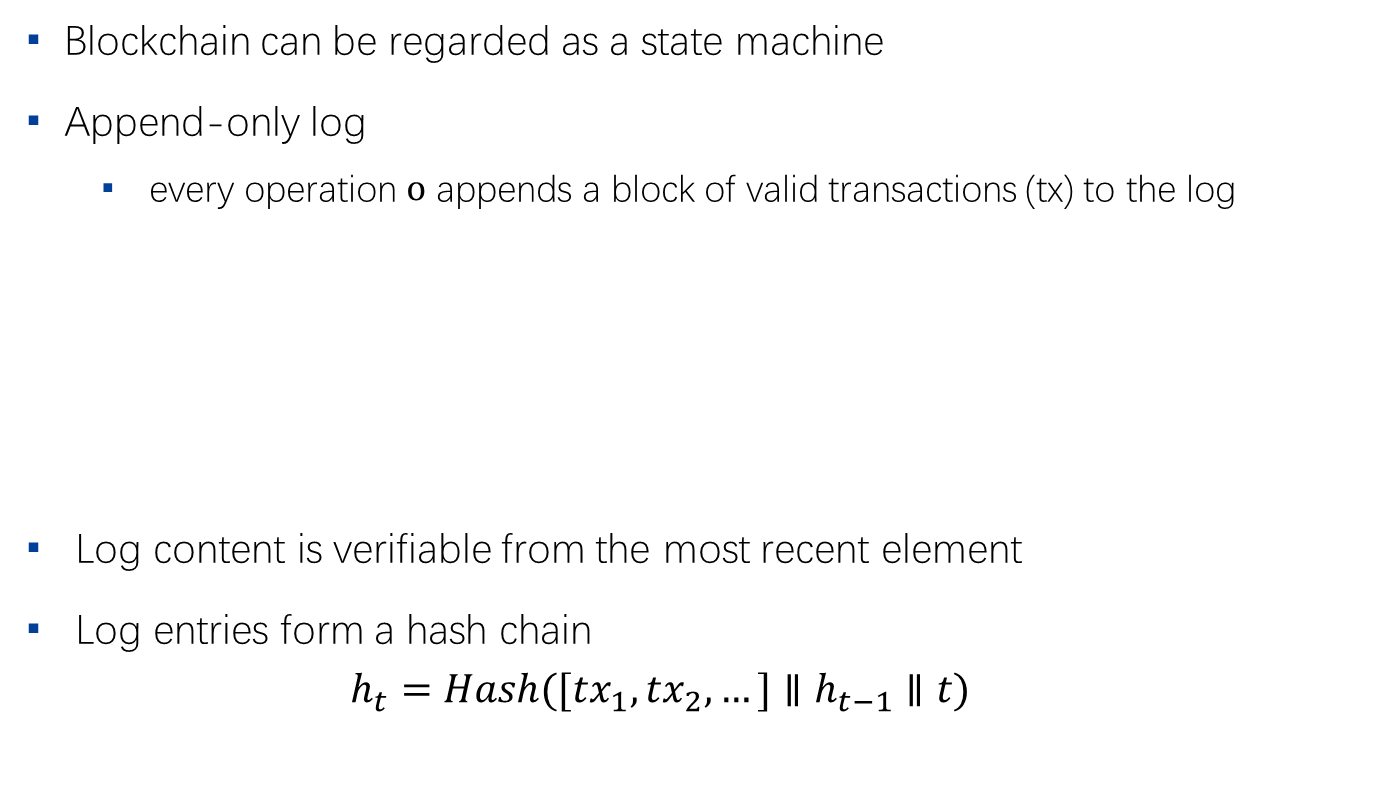 ▪ Blockchain can be regarded as a state machine
▪ Append-only log
▪ every operation o appends a block of valid transactions (tx) to the log
▪ Log content is verifiable from the most recent element
▪ Log entries form a hash chain
h_t = Hash([tx_1, tx_2, … ] ∥ h_{t−1} ∥ t)